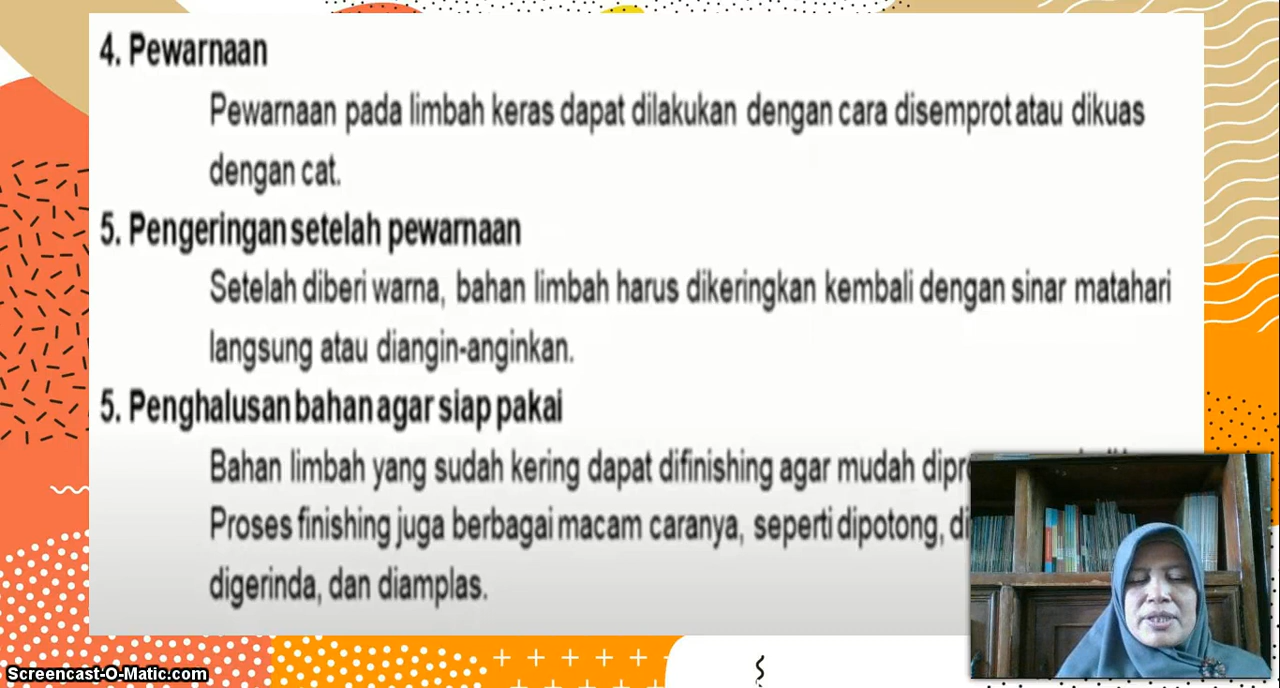 4. Pewarnaan
Pewarnaan pada limbah keras dapat dilakukan dengan cara disemprot atau dikuas
dengan cat.
5. Pengeringan setelah pewarnaan
Setelah diberi warna, bahan limbah harus dikeringkan kembali dengan sinar matahari
langsung atau diangin-anginkan.
5. Penghalusan bahan agar siap pakai
Bahan limbah yang sudah kering dapat difinishing agar mudah
Proses finishing juga berbagai macam caranya, seperti dipotong,
digerinda, dan diamplas.
Screencast-O-Matic.com